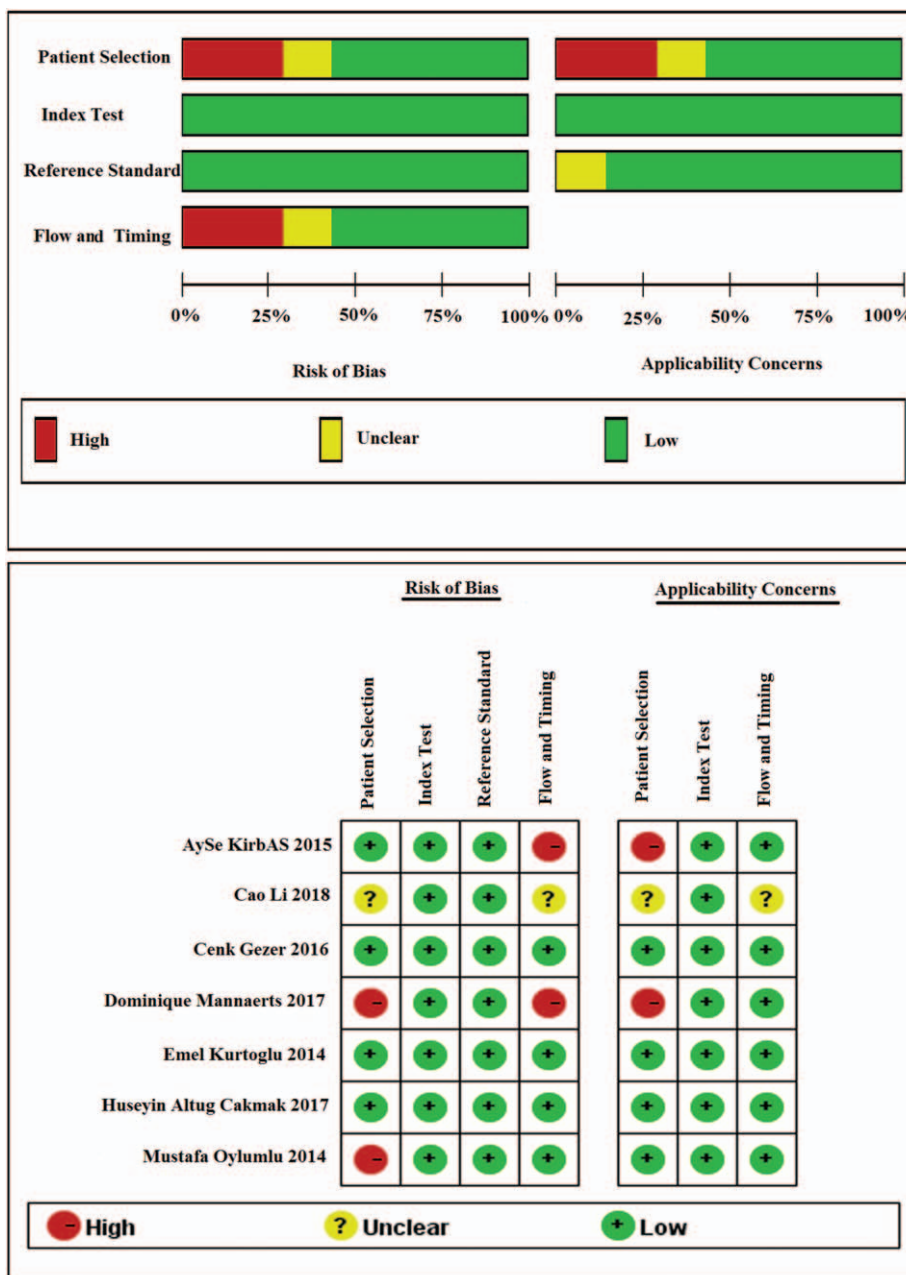 Patient Selection
Index Test
Reference Standard
Flow and Timing
0% 25% 50% 75% 100% 0% 25% 50% 75% 100%
Risk of Bias Applicability Concerns
High Unclear Low
Risk of Bias Applicability Concerns
Patient Selection Index Test Reference Standard Flow and Timing Patient Selection Index Test Flow and Timing
AySe KirbAS 2015 + + + - - + +
Cao Li 2018 ? + + ? ? + ?
Cenk Gezer 2016 + + + + + + +
Dominique Mannaerts 2017 - + + - - + +
Emel Kurtoglu 2014 + + + + + + +
Huseyin Altug Cakmak 2017 + + + + + + +
Mustafa Oylumlu 2014 - + + + + + +
- High ? Unclear + Low